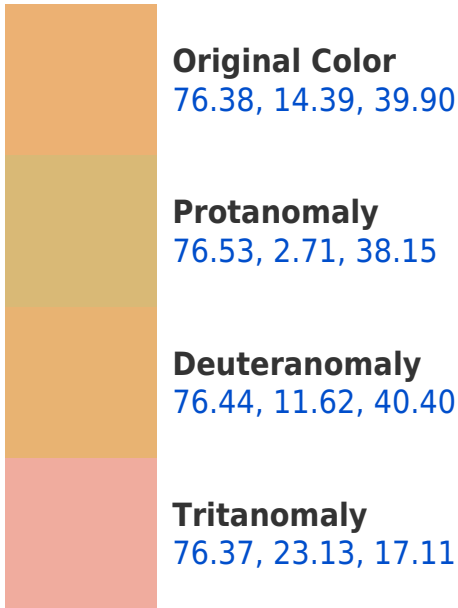 Original Color
76.38, 14.39, 39.90
Protanomaly
76.53, 2.71, 38.15
Deuteranomaly
76.44, 11.62, 40.40
Tritanomaly
76.37, 23.13, 17.11